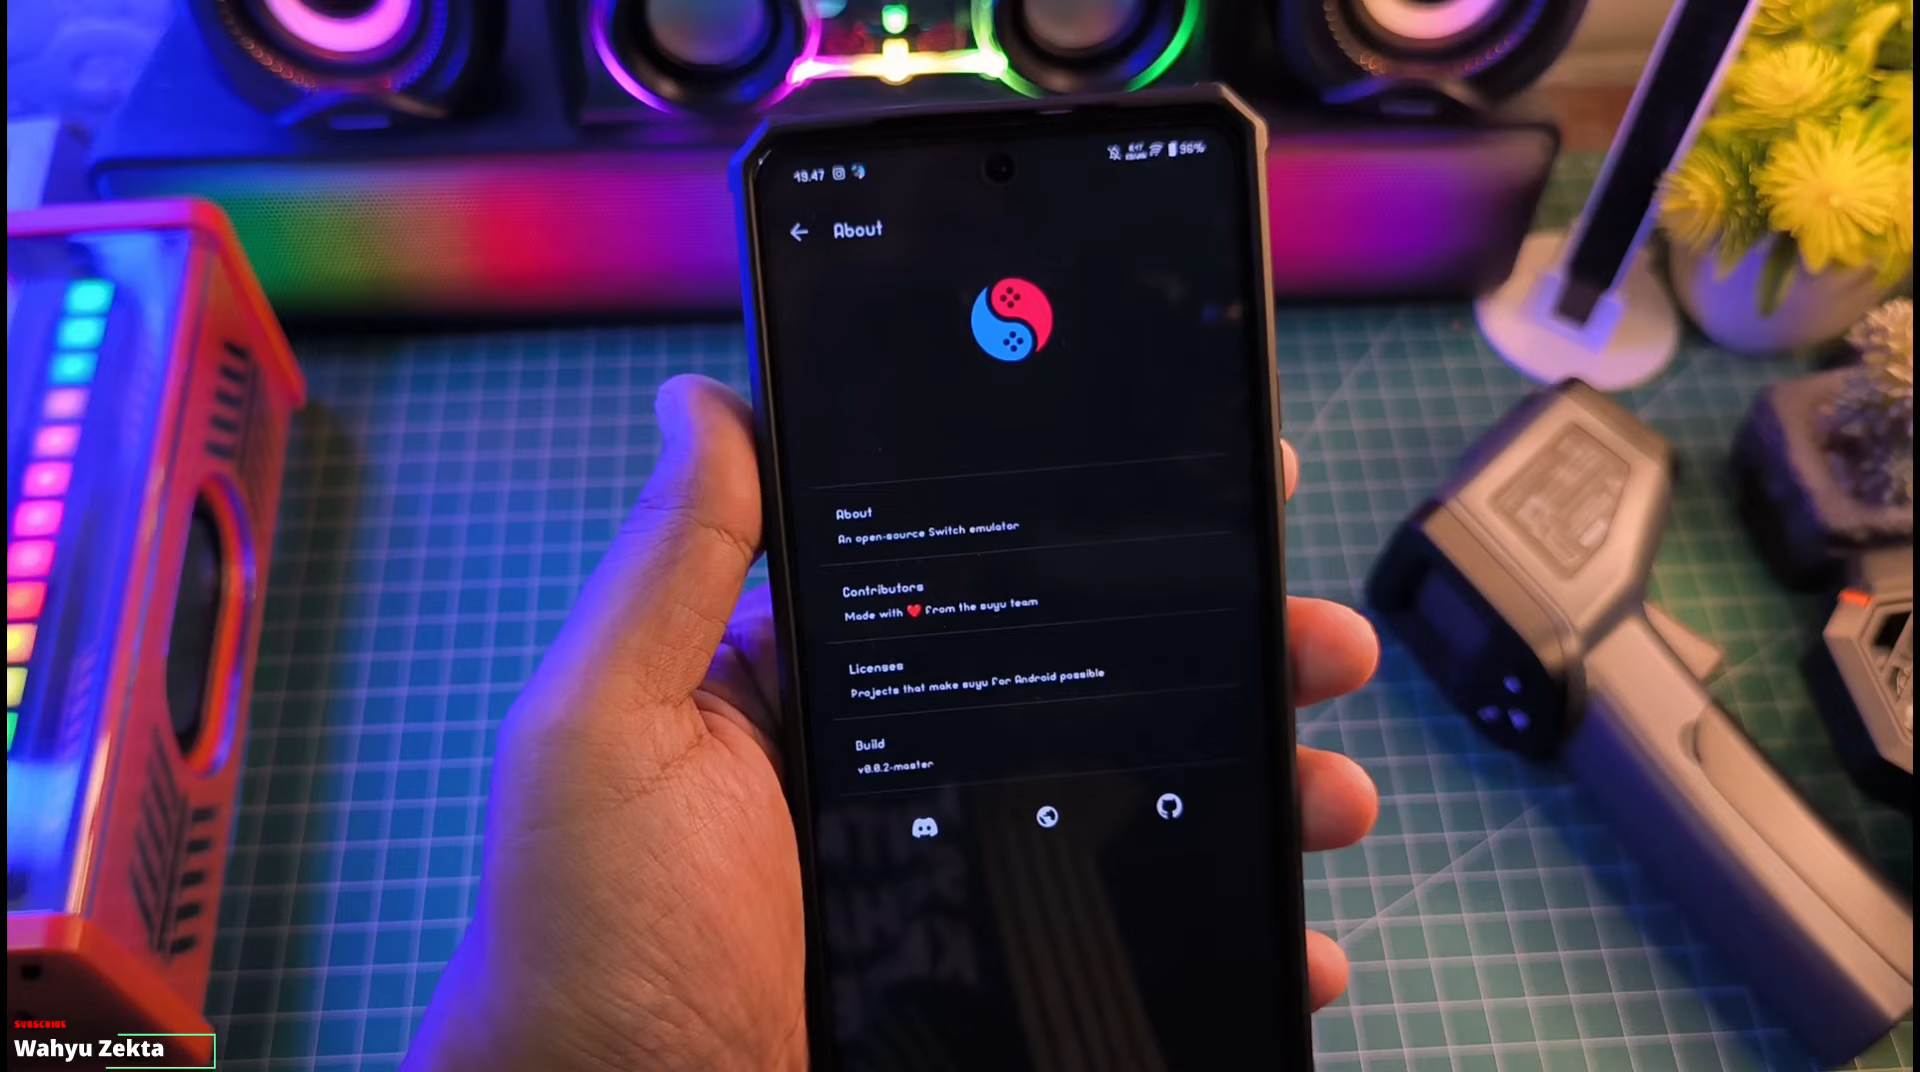 19.47
96%
About
About
An open-source Switch emulator
Contributors
Made with ❤️ from the suyu team
Licenses
Projects that make suyu for Android possible
Build
v0.0.2-master
SUBSCRIBE
Wahyu Zekta